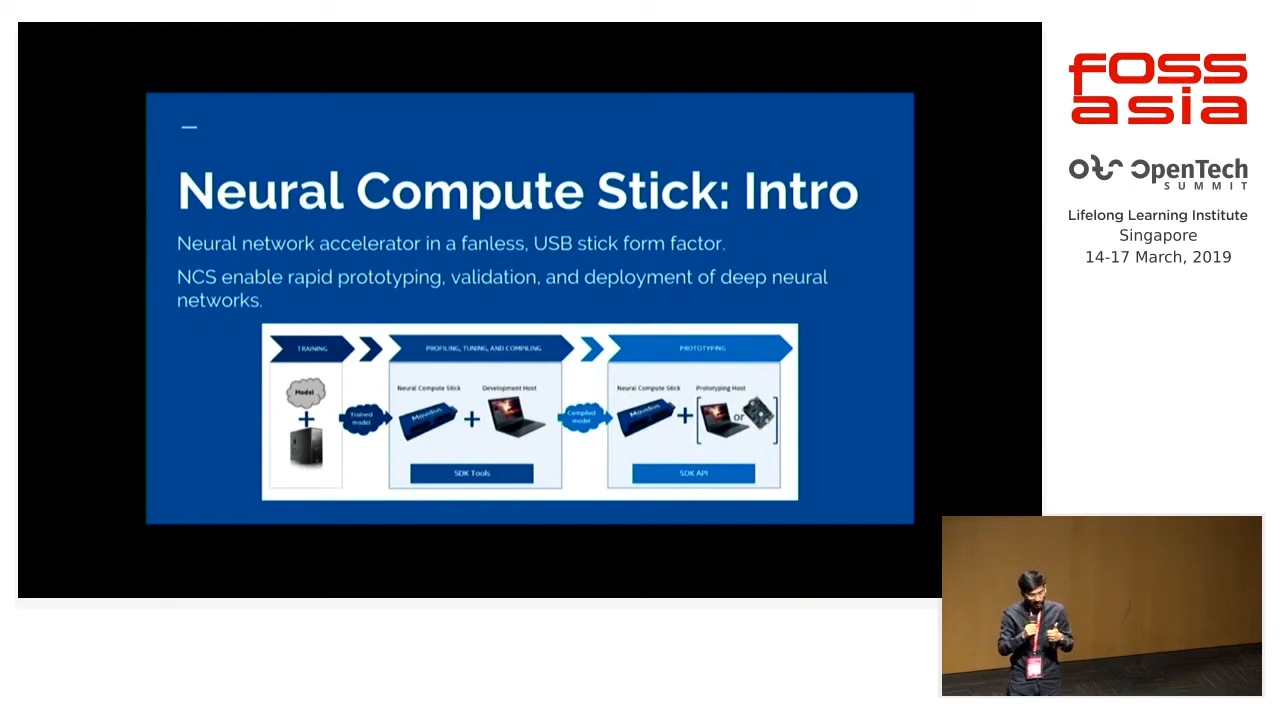 Neural Compute Stick: Intro
Neural network accelerator in a fanless, USB stick form factor.
NCS enable rapid prototyping, validation, and deployment of deep neural
networks.
TRAINING
PROFILING, TUNING, AND COMPILING
PROTOTYPING
Model
Trained
model
Neural Compute Stick
Development Host
Movidius
SDK Tools
Compiled
model
Neural Compute Stick
Prototyping Host
Movidius
or
SDK API
FOSS
asia
OpenTech
SUMMIT
Lifelong Learning Institute
Singapore
14-17 March, 2019